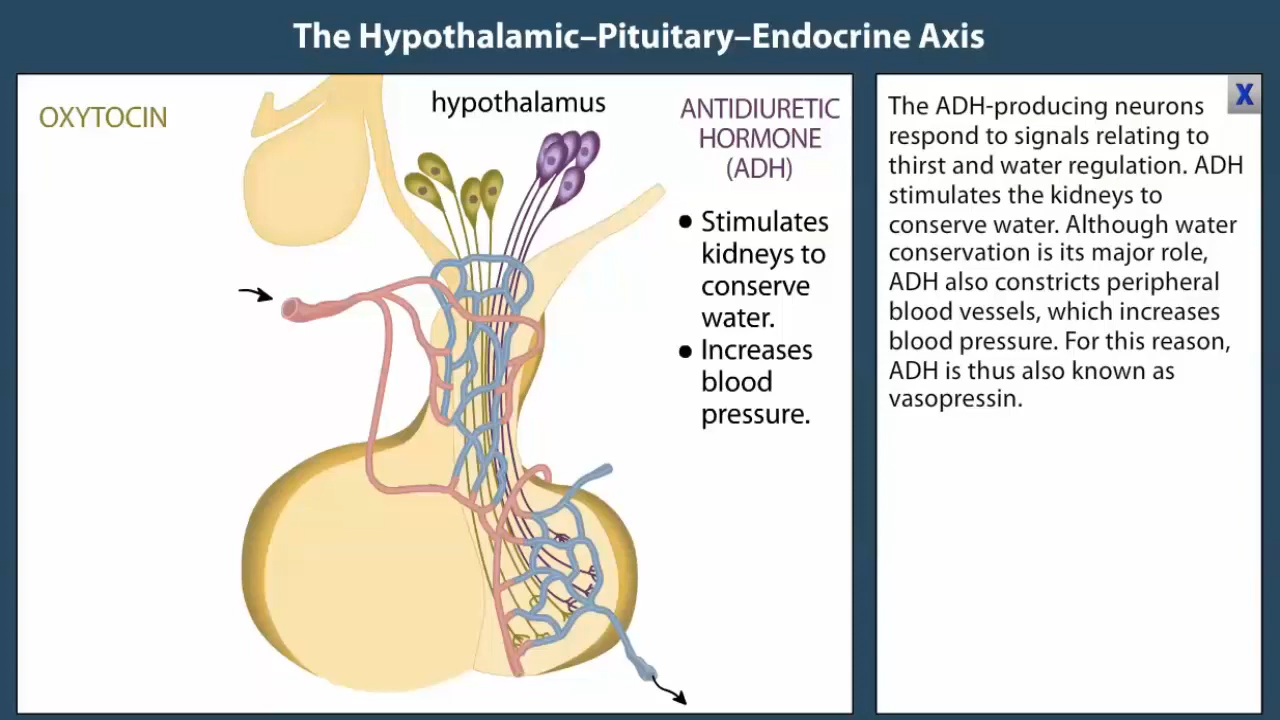 The Hypothalamic–Pituitary–Endocrine Axis
OXYTOCIN
hypothalamus
ANTIDIURETIC
HORMONE
(ADH)
● Stimulates
kidneys to
conserve
water.
● Increases
blood
pressure.
X
The ADH-producing neurons
respond to signals relating to
thirst and water regulation. ADH
stimulates the kidneys to
conserve water. Although water
conservation is its major role,
ADH also constricts peripheral
blood vessels, which increases
blood pressure. For this reason,
ADH is thus also known as
vasopressin.